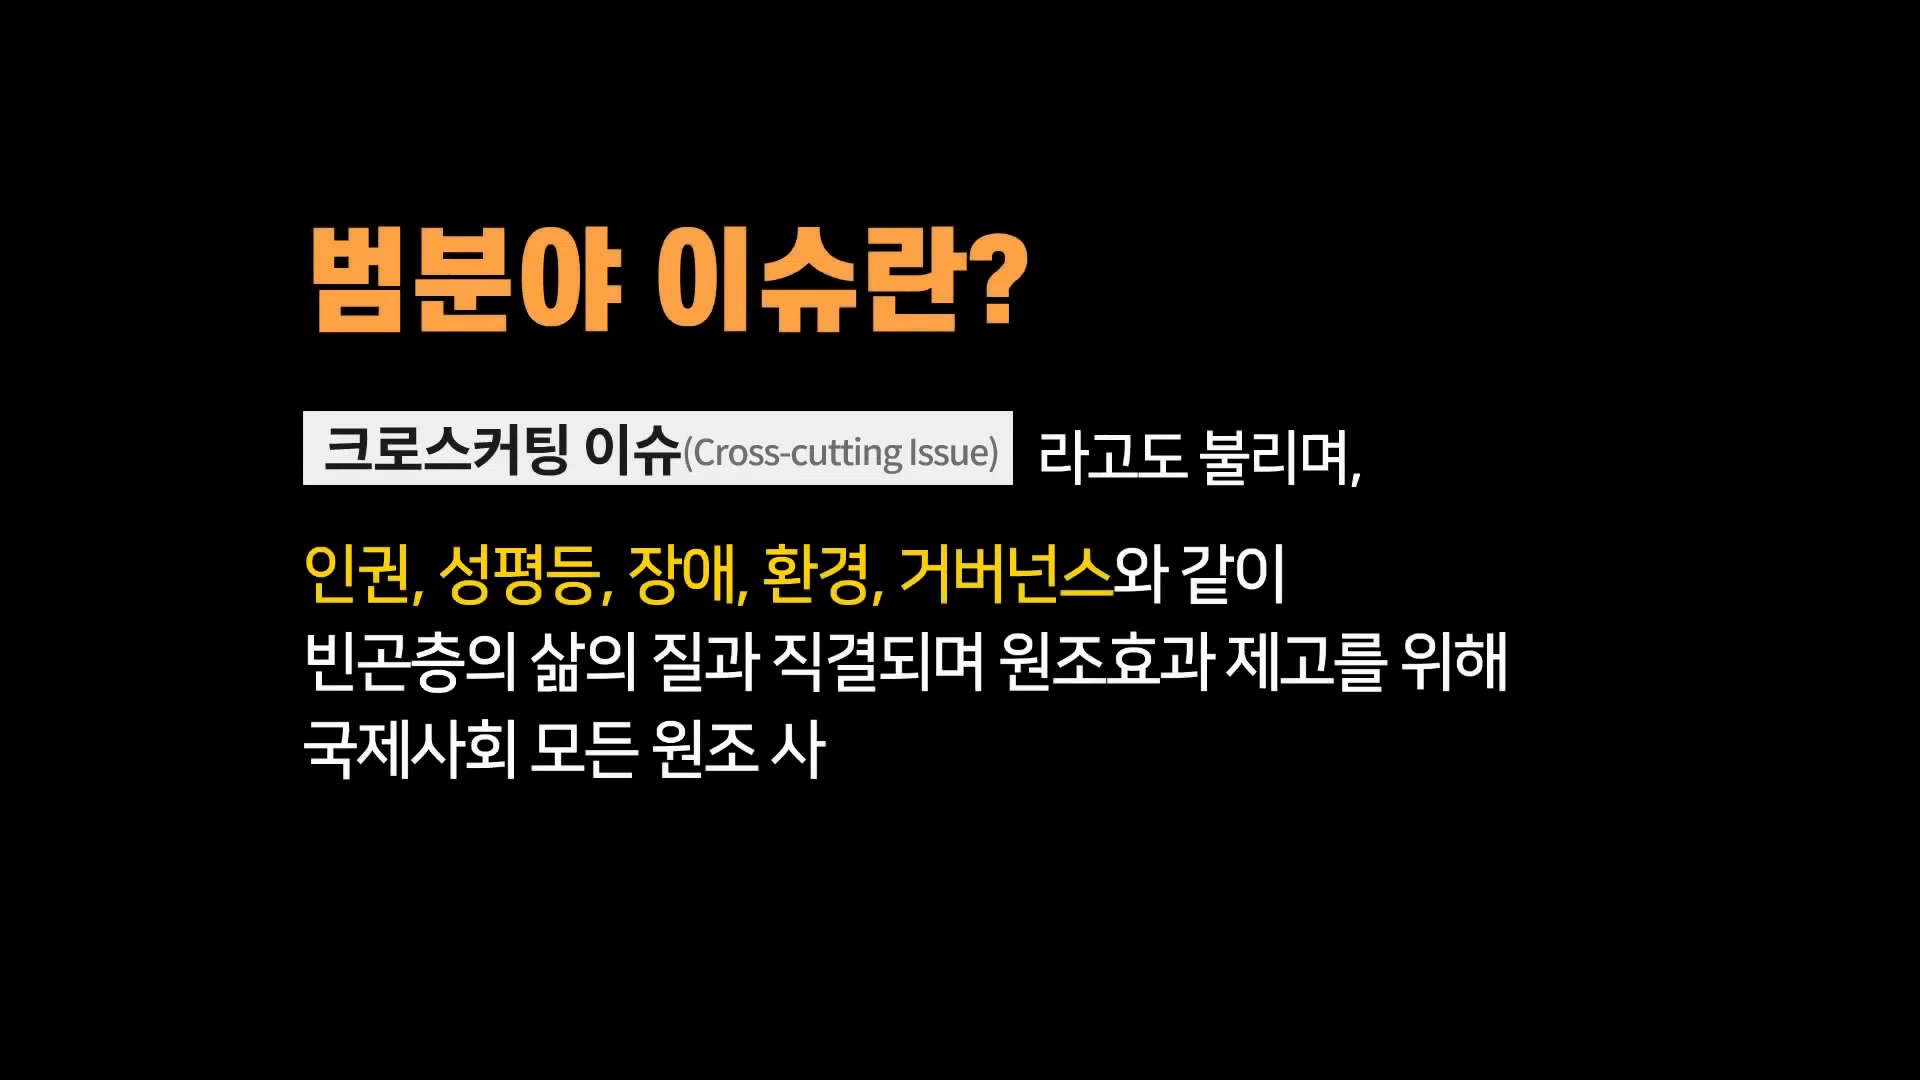 범분야 이슈란?
크로스커팅 이슈(Cross-cutting Issue) 라고도 불리며,
인권, 성평등, 장애, 환경, 거버넌스와 같이
빈곤층의 삶의 질과 직결되며 원조효과 제고를 위해
국제사회 모든 원조 사